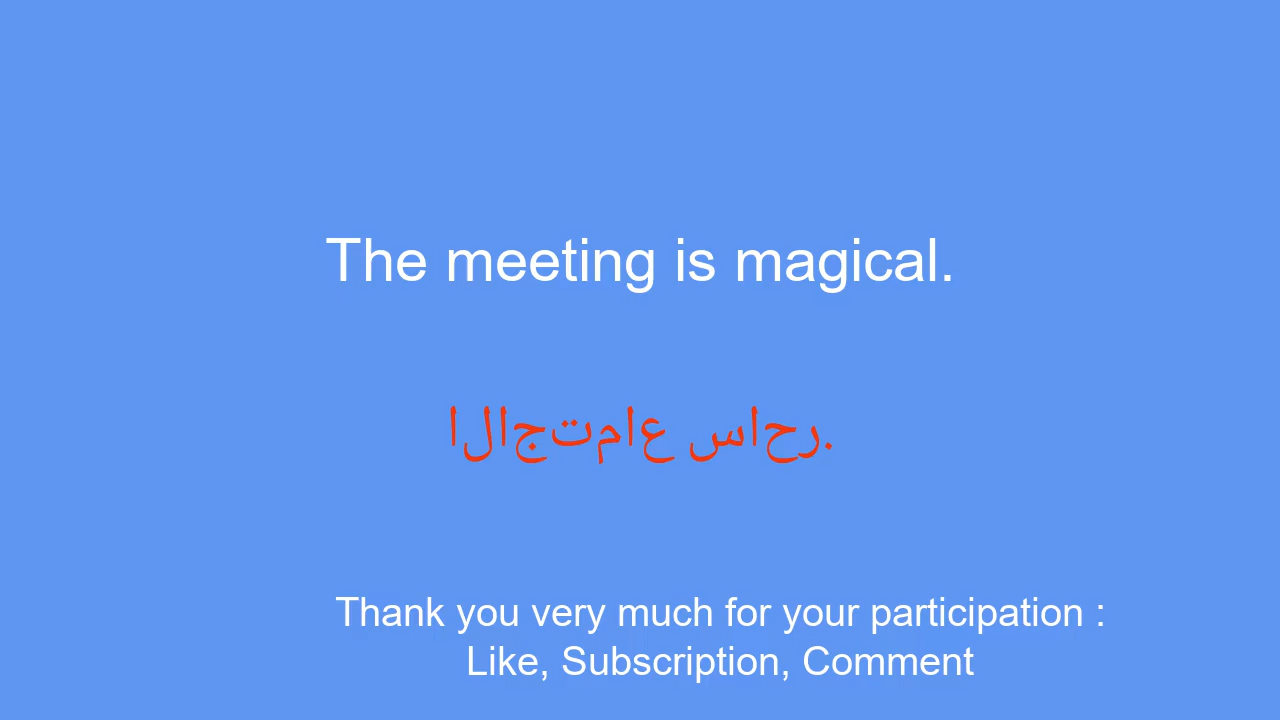 The meeting is magical.
الاجتماع ساحر.
Thank you very much for your participation :
Like, Subscription, Comment